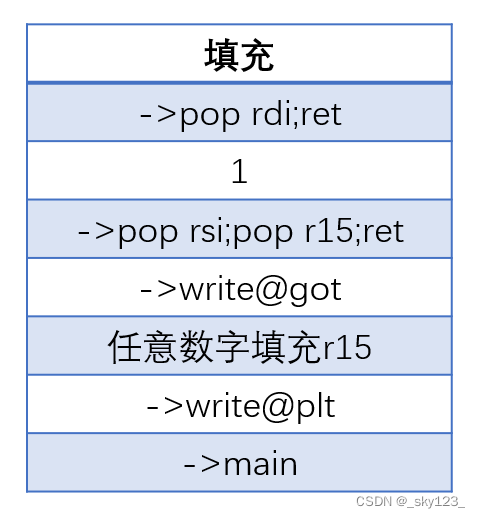 填充
->pop rdi;ret
1
->pop rsi;pop r15;ret
->write@got
任意数字填充r15
->write@plt
->main
CSDN @_sky123_